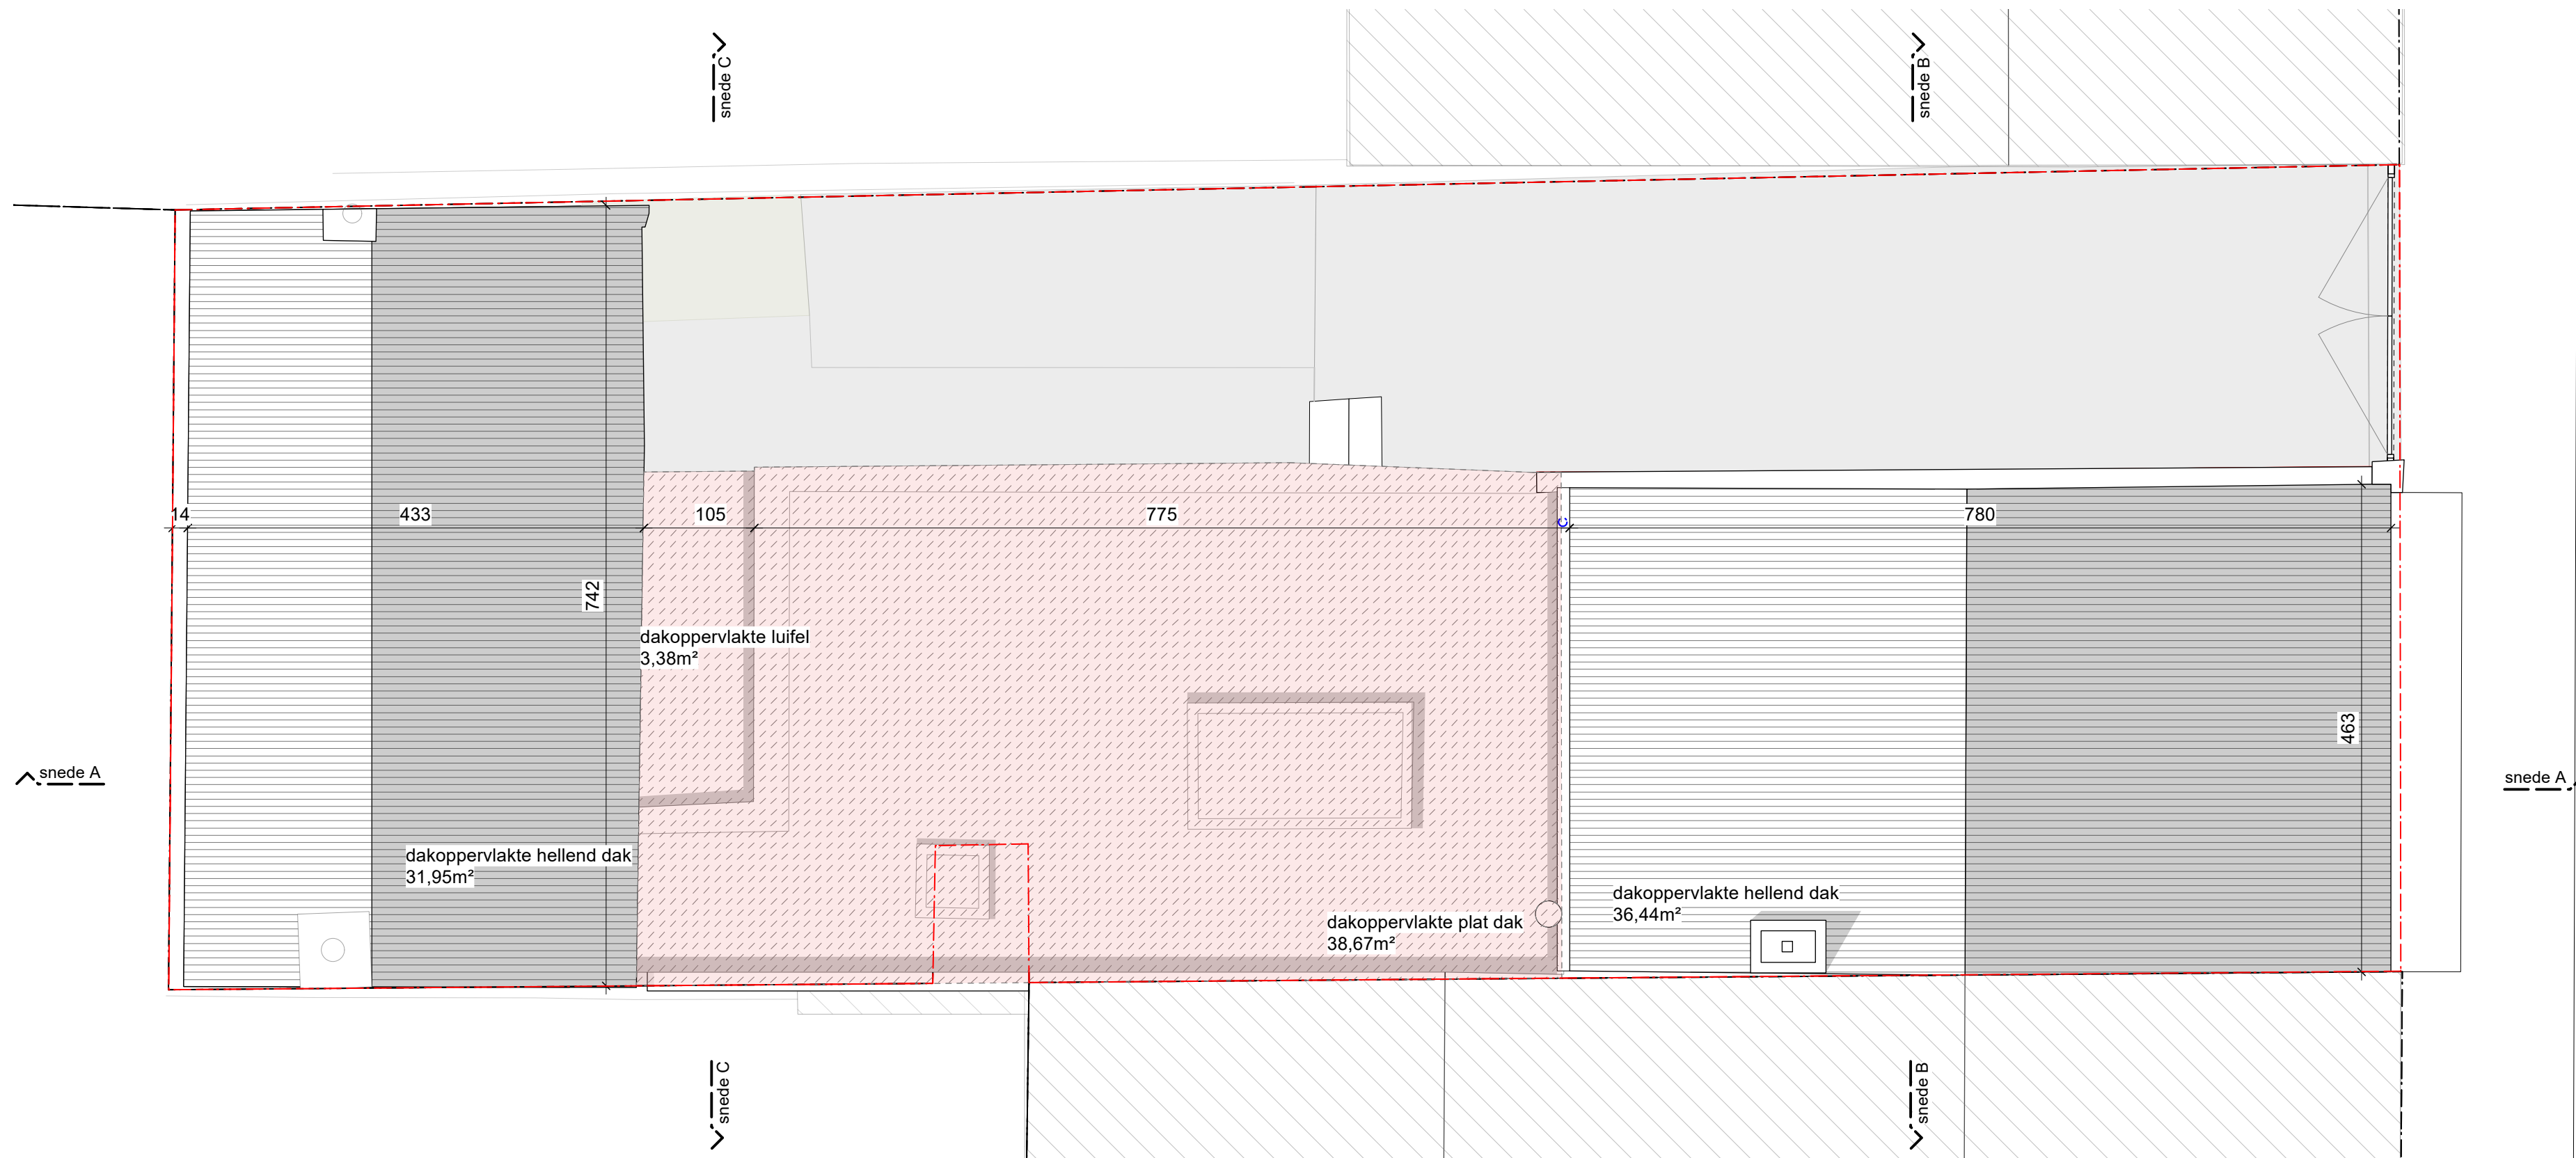 snede C
snede B
14
433
105
775
C
780
742
dakoppervlakte luifel
3,38m²
463
snede A
snede A
dakoppervlakte hellend dak
31,95m²
dakoppervlakte hellend dak
36,44m²
dakoppervlakte plat dak
38,67m²
snede C
snede B